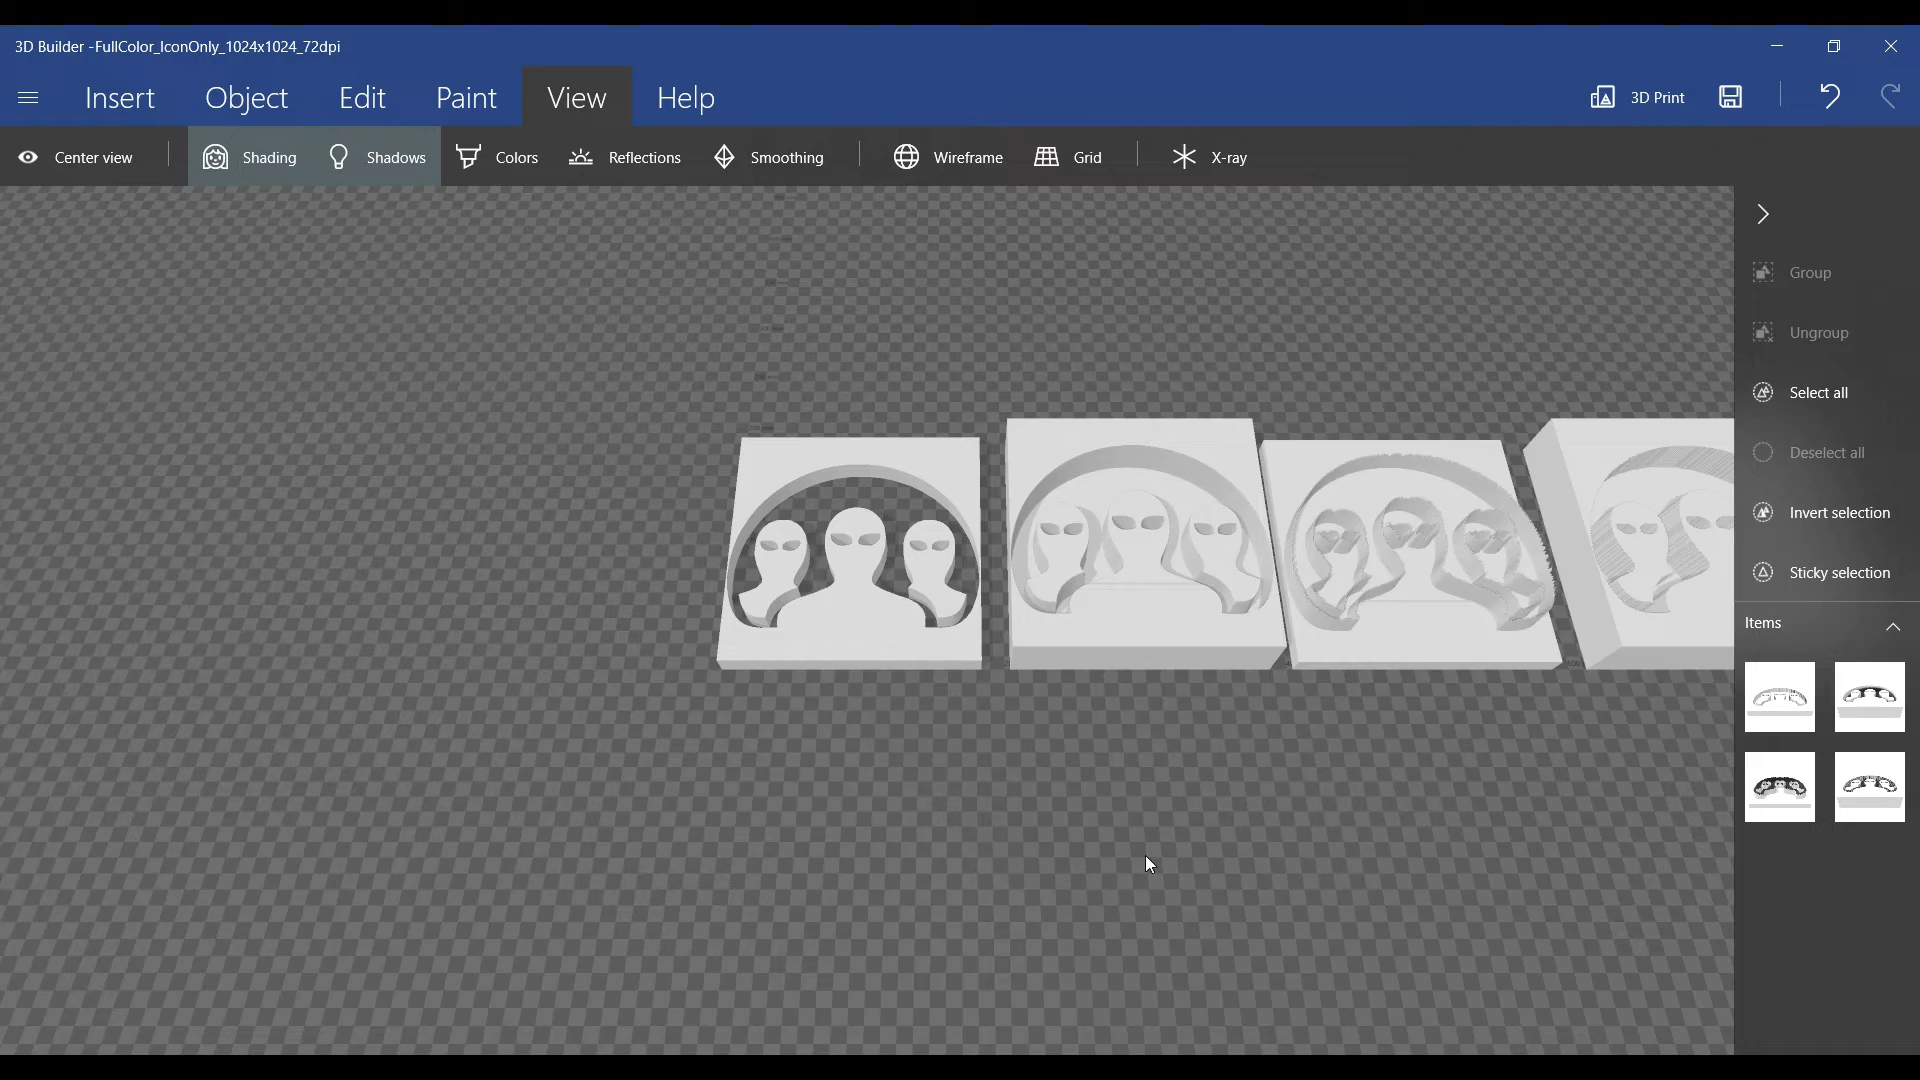 3D Builder -FullColor_IconOnly_1024x1024_72dpi
Insert Object Edit Paint View Help 3D Print
Center view Shading Shadows Colors Reflections Smoothing Wireframe Grid X-ray
Group
Ungroup
Select all
Deselect all
Invert selection
Sticky selection
Items